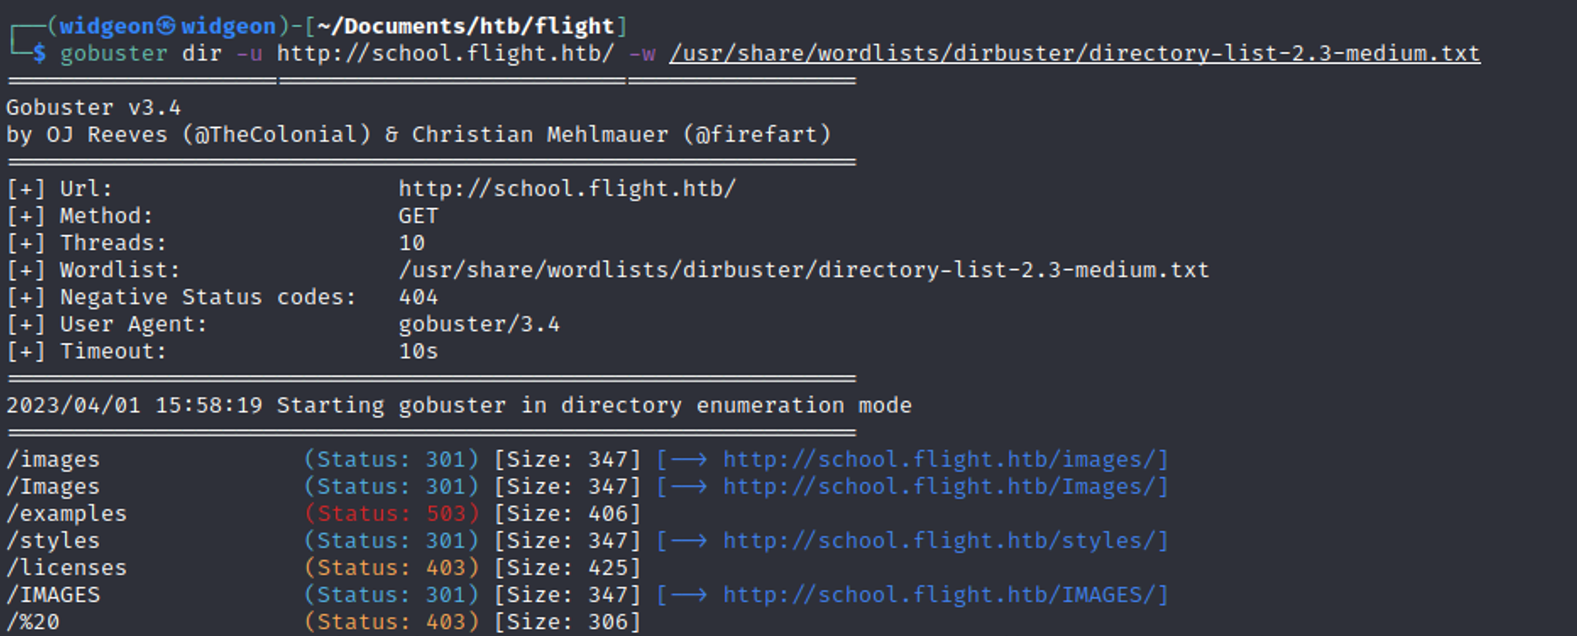 ┌──(widgeon㉿widgeon)-[~/Documents/htb/flight]
└─$ gobuster dir -u http://school.flight.htb/ -w /usr/share/wordlists/dirbuster/directory-list-2.3-medium.txt
===============================================================
Gobuster v3.4
by OJ Reeves (@TheColonial) & Christian Mehlmauer (@firefart)
===============================================================
[+] Url:                     http://school.flight.htb/
[+] Method:                  GET
[+] Threads:                 10
[+] Wordlist:                /usr/share/wordlists/dirbuster/directory-list-2.3-medium.txt
[+] Negative Status codes:   404
[+] User Agent:              gobuster/3.4
[+] Timeout:                 10s
===============================================================
2023/04/01 15:58:19 Starting gobuster in directory enumeration mode
===============================================================
/images               (Status: 301) [Size: 347] [--> http://school.flight.htb/images/]
/Images               (Status: 301) [Size: 347] [--> http://school.flight.htb/Images/]
/examples             (Status: 503) [Size: 406]
/styles               (Status: 301) [Size: 347] [--> http://school.flight.htb/styles/]
/licenses             (Status: 403) [Size: 425]
/IMAGES               (Status: 301) [Size: 347] [--> http://school.flight.htb/IMAGES/]
/%20                  (Status: 403) [Size: 306]